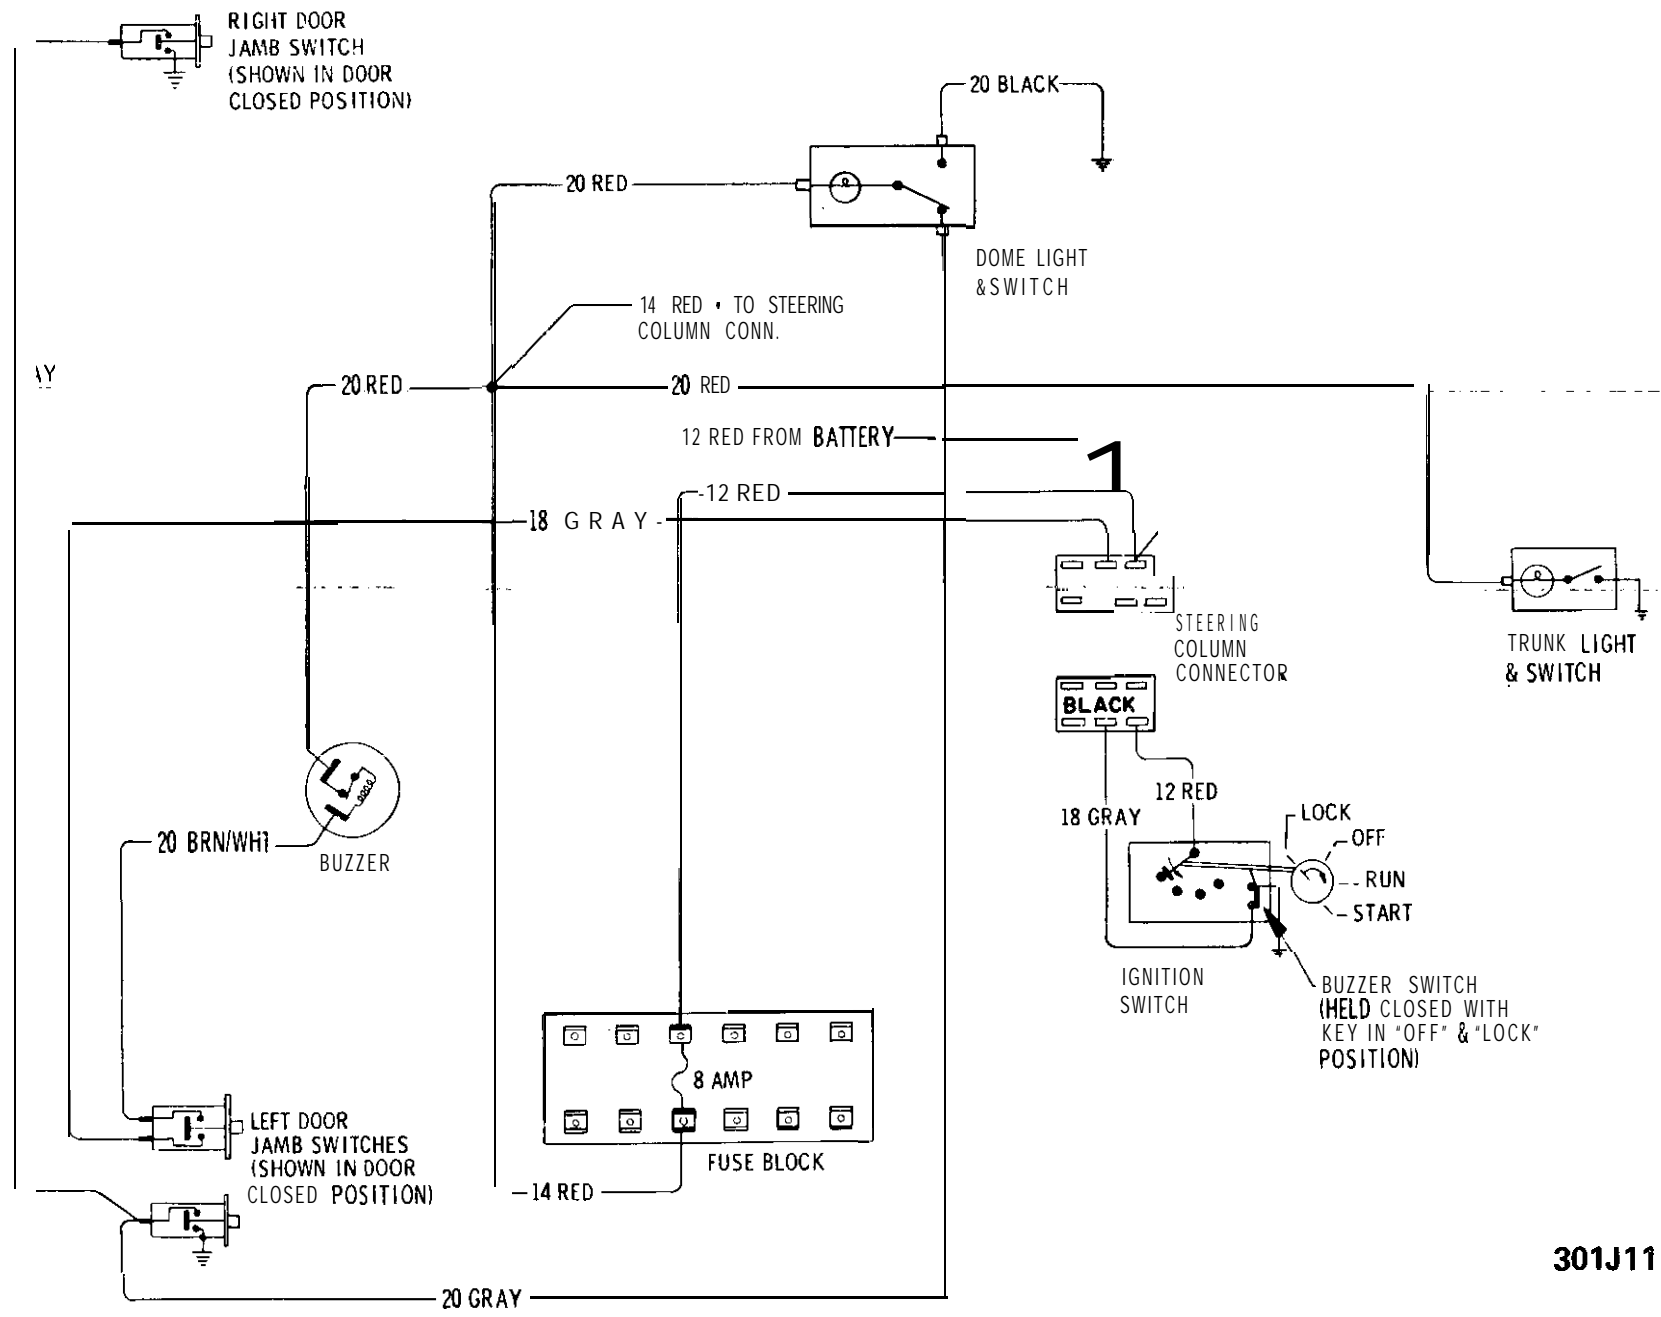 RIGHT DOOR
JAMB SWITCH
(SHOWN IN DOOR
CLOSED POSITION)
20 BLACK
20 RED
DOME LIGHT
&SWITCH
14 RED • TO STEERING
COLUMN CONN.
AY
20 RED
20 RED
12 RED FROM BATTERY
1
12 RED
18 GRAY
STEERING
COLUMN
CONNECTOR
TRUNK LIGHT
& SWITCH
BLACK
12 RED
18 GRAY
LOCK
OFF
RUN
START
20 BRN/WHT
BUZZER
IGNITION
SWITCH
BUZZER SWITCH
(HELD CLOSED WITH
KEY IN "OFF" & "LOCK"
POSITION)
8 AMP
FUSE BLOCK
LEFT DOOR
JAMB SWITCHES
(SHOWN IN DOOR
CLOSED POSITION)
14 RED
20 GRAY
301J11